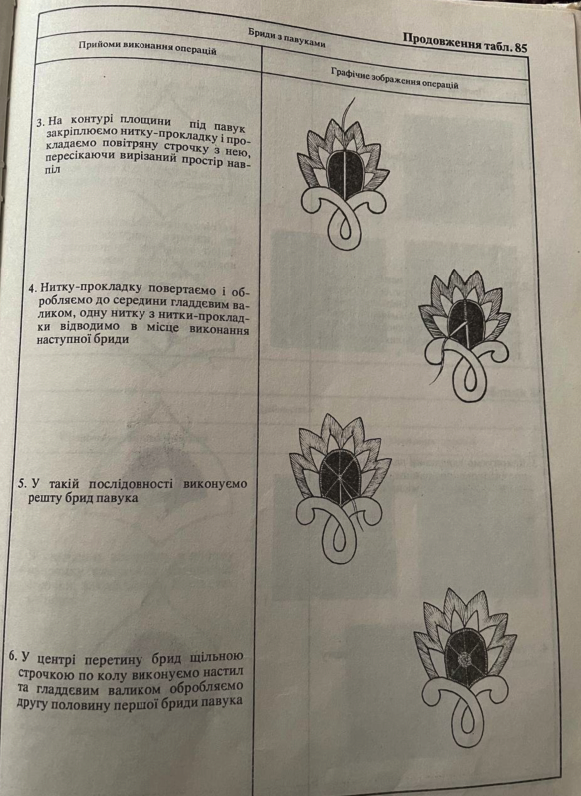 Продовження табл. 85
Бриди з павуками
Прийоми виконання операцій
Графічне зображення операцій
3. На контурі площини під павук
закріплюємо нитку-прокладку і про-
кладаємо повітряну строчку з нею,
пересікаючи вирізаний простір нав-
піл
4. Нитку-прокладку повертаємо і об-
робляємо до середини гладдєвим ва-
ликом, одну нитку з нитки-проклад-
ки відводимо в місце виконання
наступної бриди
5. У такій послідовності виконуємо
решту брид павука
6. У центрі перетину брид щільною
строчкою по колу виконуємо настил
та гладдєвим валиком обробляємо
другу половину першої бриди павука